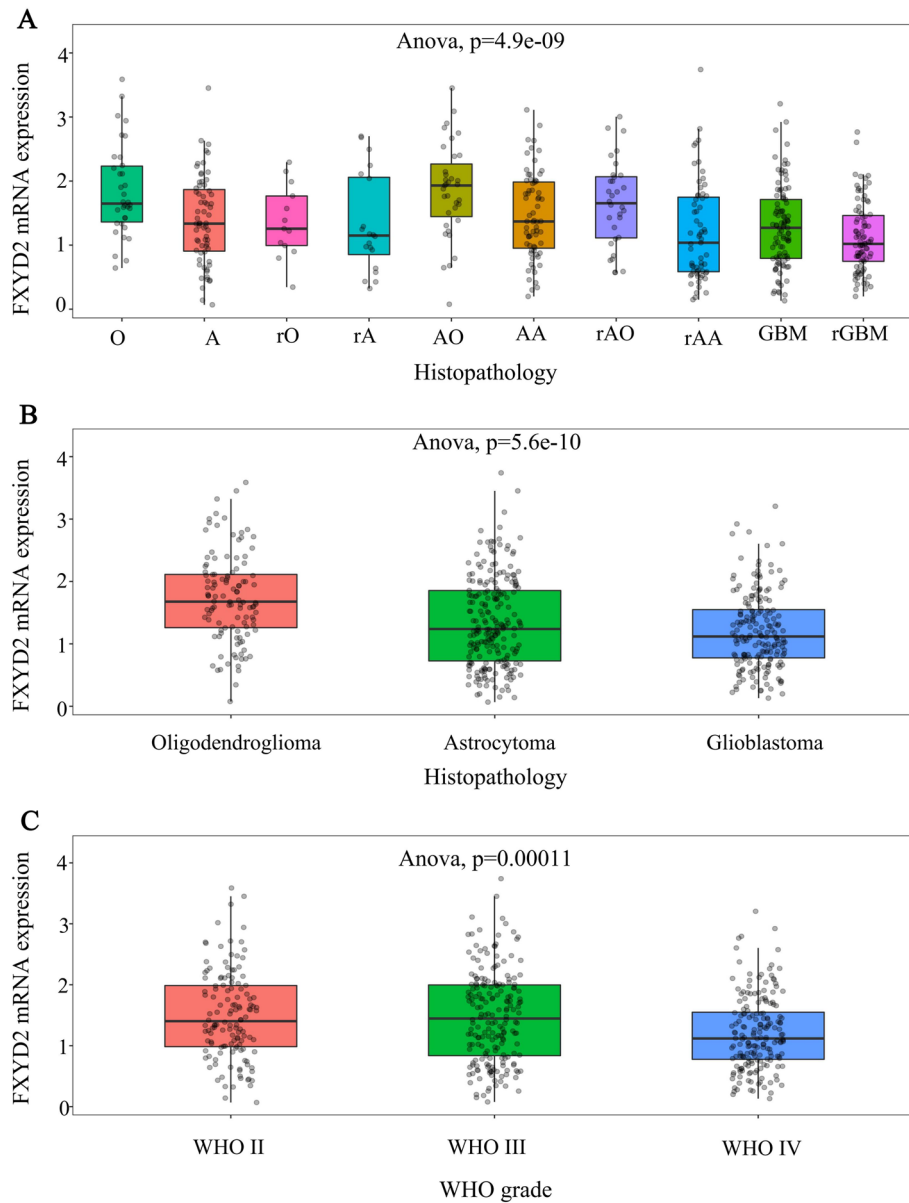 A
Anova, p=4.9e-09
FXYD2 mRNA expression
4
3
2
1
0
O A rO rA AO AA rAO rAA GBM rGBM
Histopathology
B
Anova, p=5.6e-10
FXYD2 mRNA expression
4
3
2
1
0
Oligodendroglioma Astrocytoma Glioblastoma
Histopathology
C
Anova, p=0.00011
FXYD2 mRNA expression
4
3
2
1
0
WHO II WHO III WHO IV
WHO grade